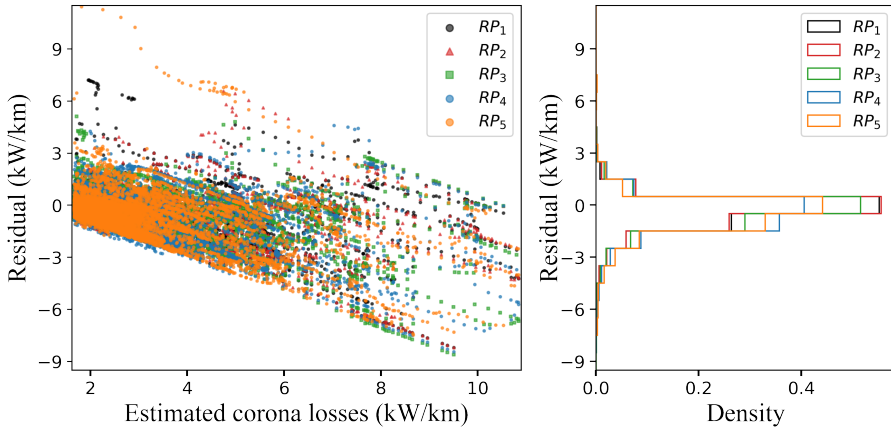 Residual (kW/km)
9
6
3
0
−3
−6
−9
2
4
6
8
10
Estimated corona losses (kW/km)
RP₁
RP₂
RP₃
RP₄
RP₅
Residual (kW/km)
9
6
3
0
−3
−6
−9
0.0
0.2
0.4
Density
RP₁
RP₂
RP₃
RP₄
RP₅